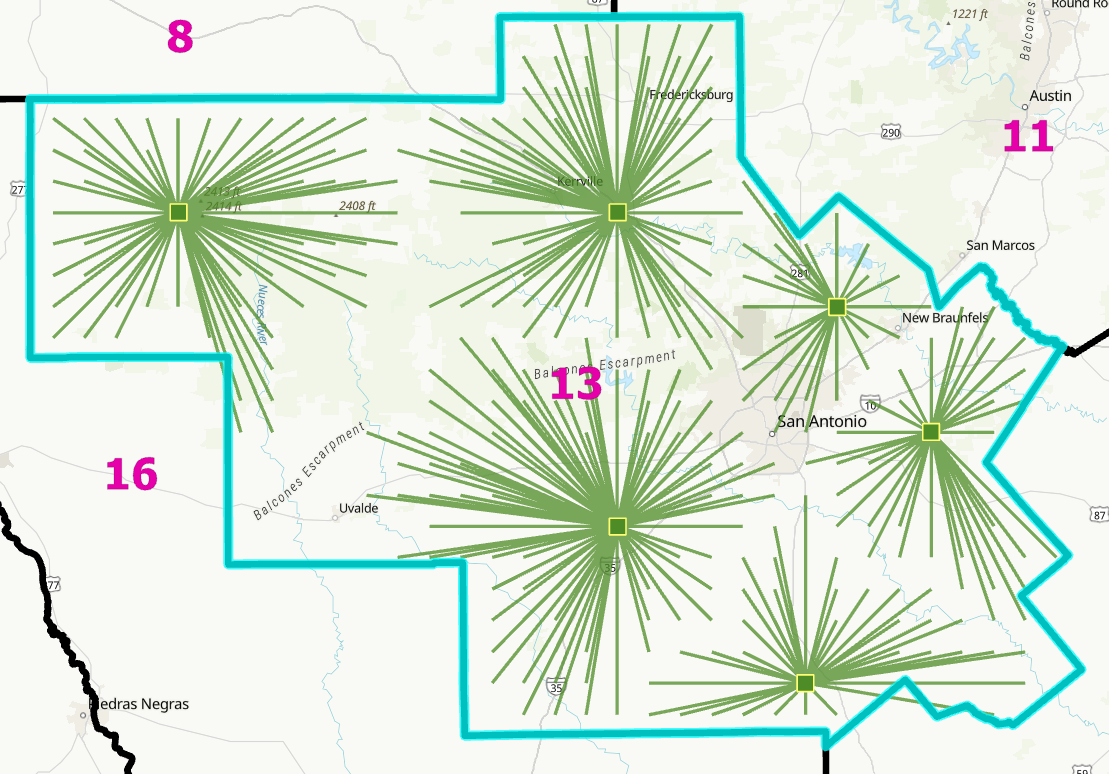 87
1221 ft
Round Ro
Balcones
8
Fredericksburg
Austin
11
290
277
Kerrville
2413 ft
2414 ft
2408 ft
San Marcos
281
Nueces River
New Braunfels
Balcones Escarpment
13
10
San Antonio
Balcones Escarpment
16
Uvalde
87
35
77
35
Piedras Negras
59